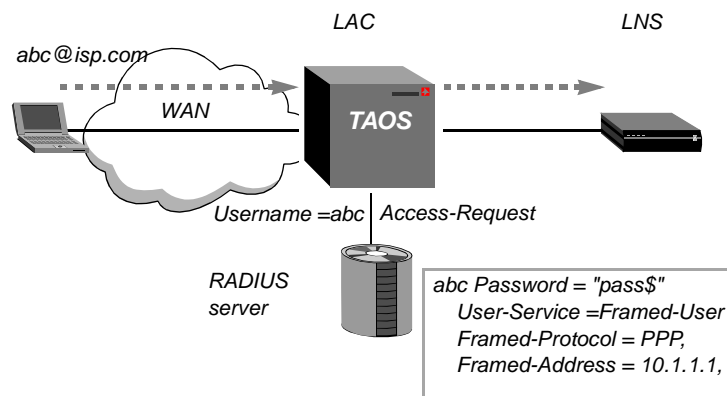 LAC
LNS
abc@isp.com
WAN
TAOS
Username =abc
Access-Request
RADIUS
server
abc Password = "pass$"
User-Service =Framed-User
Framed-Protocol = PPP,
Framed-Address = 10.1.1.1,